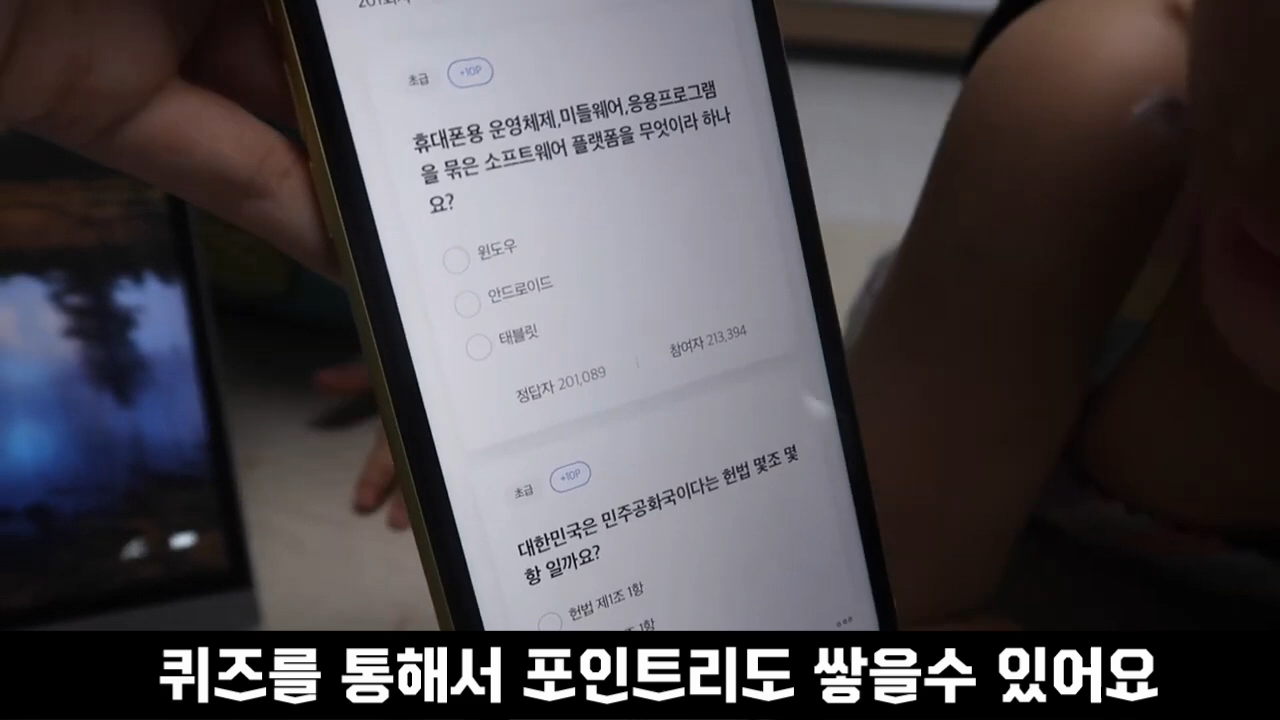 초급 +10P
휴대폰용 운영체제,미들웨어,응용프로그램
을 묶은 소프트웨어 플랫폼을 무엇이라 하나
요?
윈도우
안드로이드
태블릿
정답자 201,089 | 참여자 213,394
초급 +10P
대한민국은 민주공화국이다는 헌법 몇조 몇
항 일까요?
헌법 제1조 1항
조 1항
퀴즈를 통해서 포인트리도 쌓을수 있어요